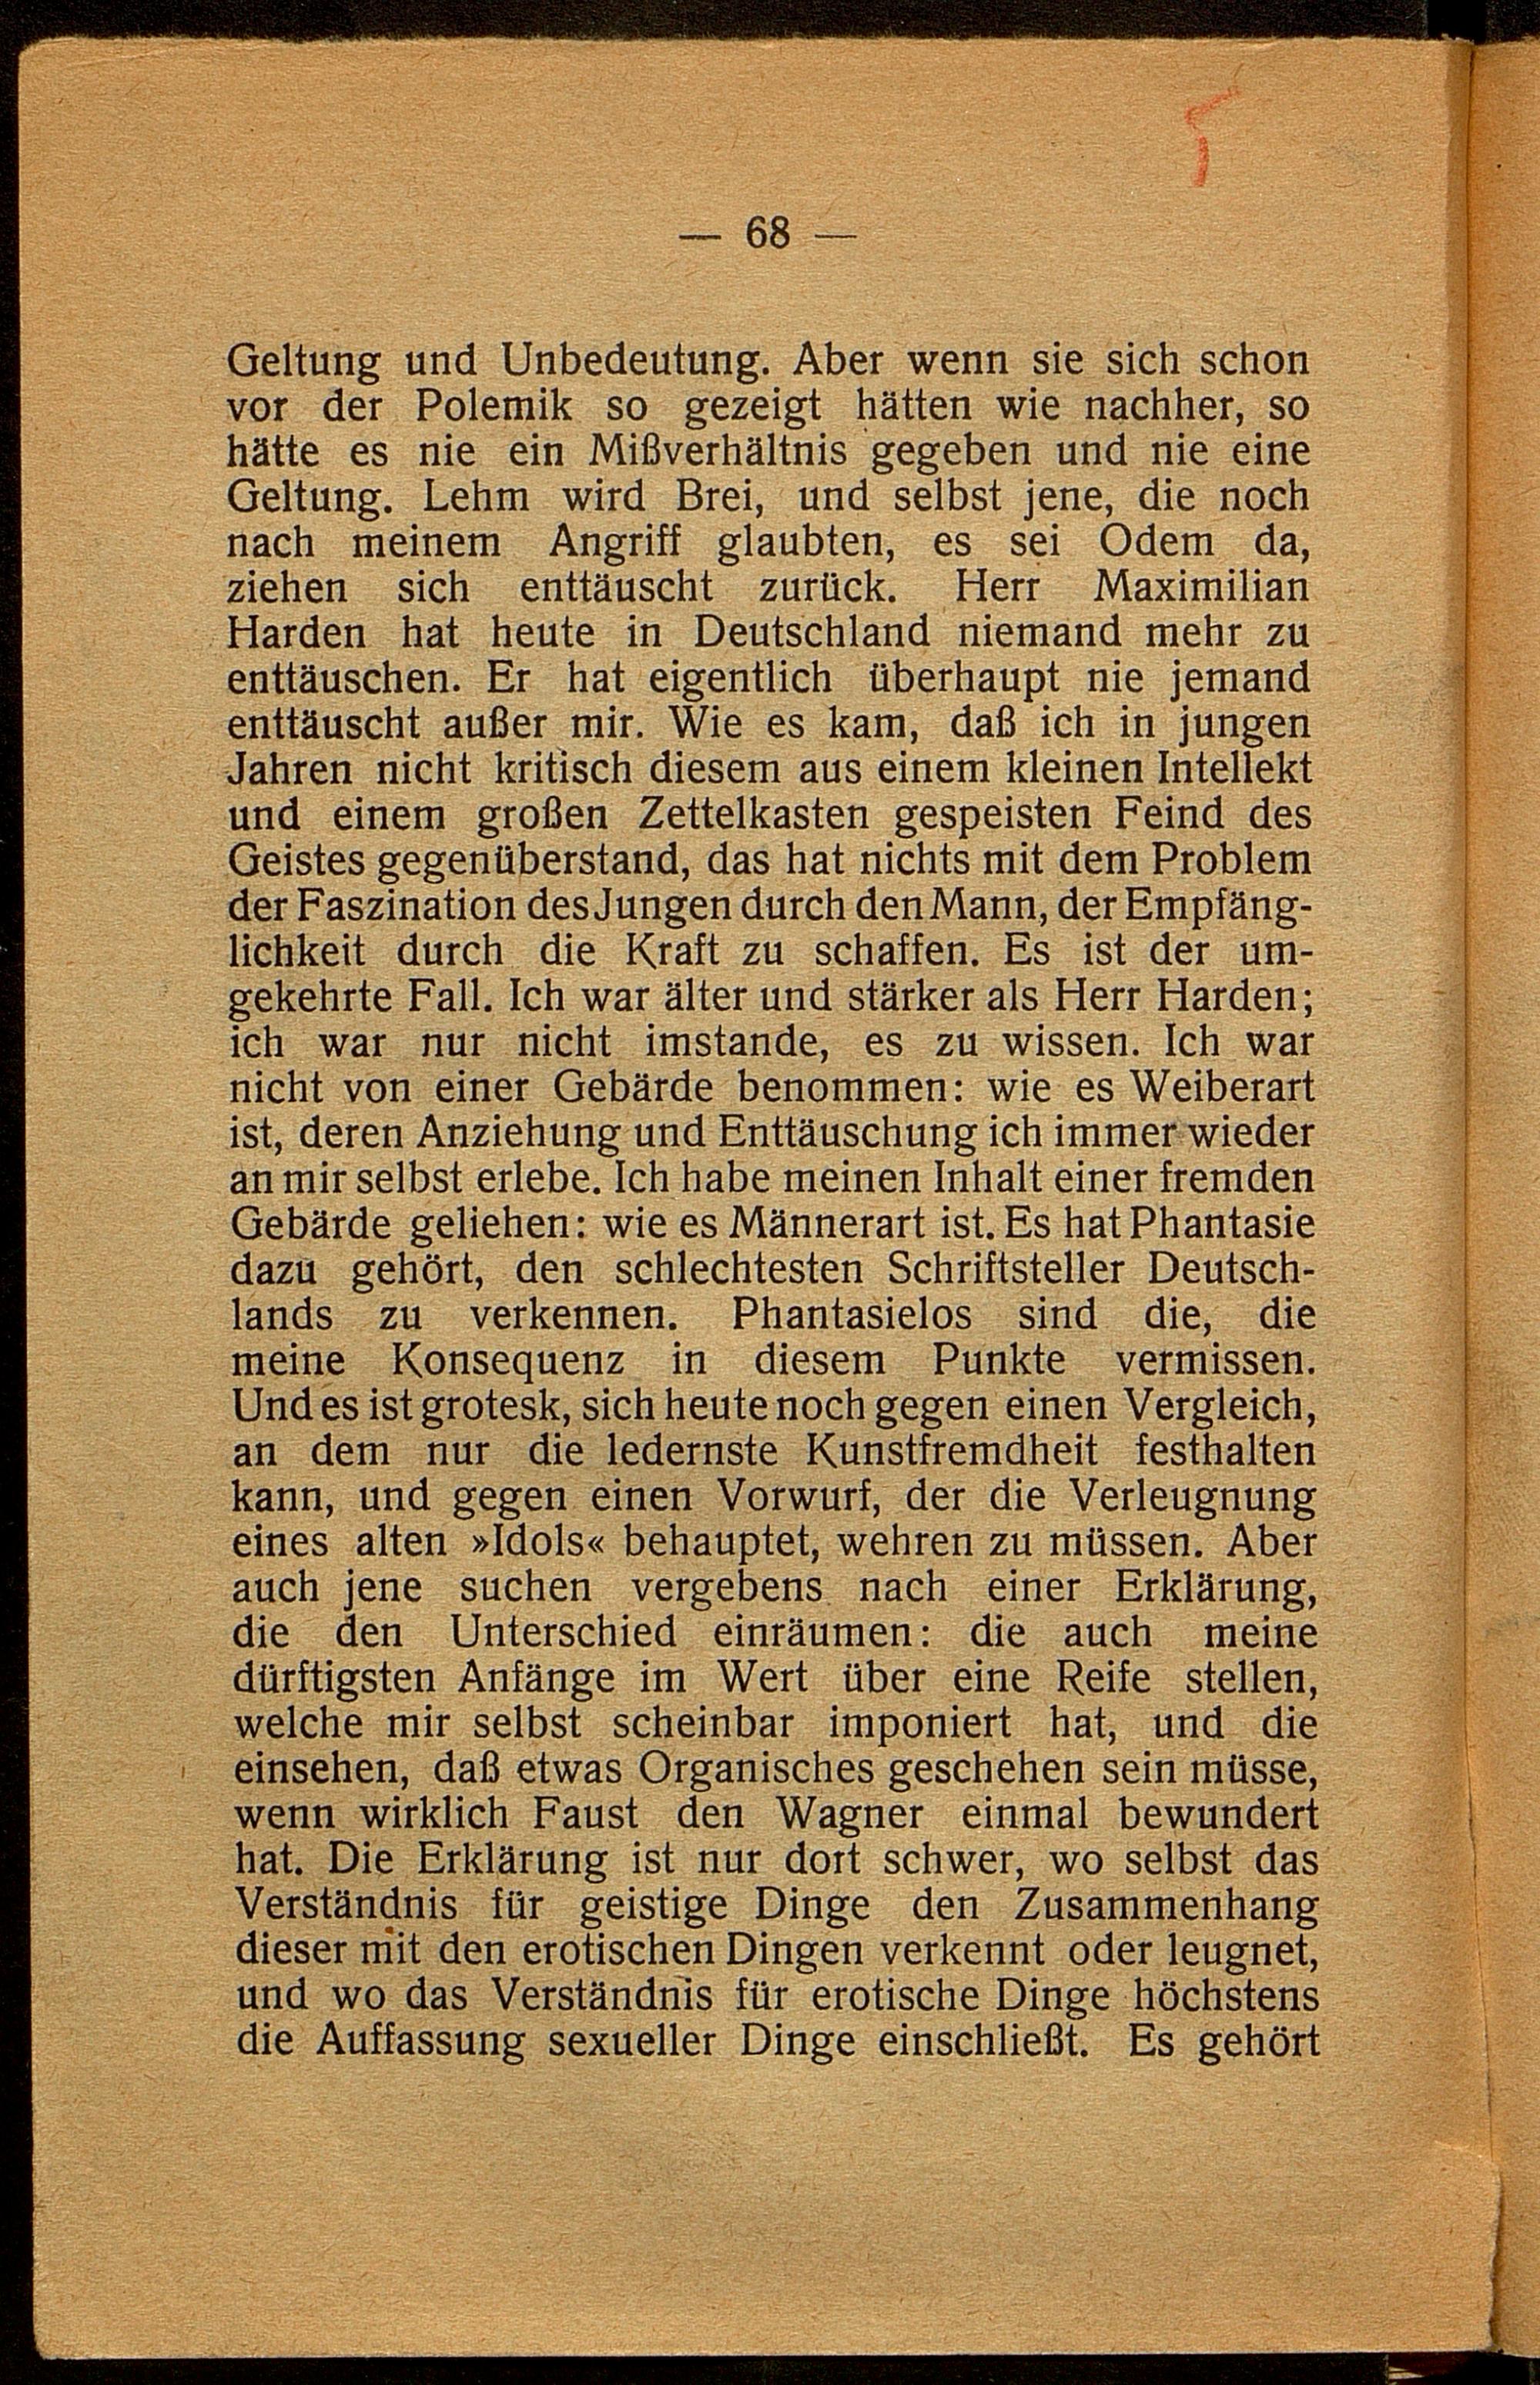 — 68 —
Geltung und Unbedeutung. Aber wenn sie sich schon
vor der Polemik so gezeigt hätten wie nachher, so
hätte es nie ein Mißverhältnis gegeben und nie eine
Geltung. Lehm wird Brei, und selbst jene, die noch
nach meinem Angriff glaubten, es sei Odem da,
ziehen sich enttäuscht zurück. Herr Maximilian
Harden hat heute in Deutschland niemand mehr zu
enttäuschen. Er hat eigentlich überhaupt nie jemand
enttäuscht außer mir. Wie es kam, daß ich in jungen
Jahren nicht kritisch diesem aus einem kleinen Intellekt
und einem großen Zettelkasten gespeisten Feind des
Geistes gegenüberstand, das hat nichts mit dem Problem
der Faszination des Jungen durch den Mann, der Empfäng-
lichkeit durch die Kraft zu schaffen. Es ist der um-
gekehrte Fall. Ich war älter und stärker als Herr Harden;
ich war nur nicht imstande, es zu wissen. Ich war
nicht von einer Gebärde benommen: wie es Weiberart
ist, deren Anziehung und Enttäuschung ich immer wieder
an mir selbst erlebe. Ich habe meinen Inhalt einer fremden
Gebärde geliehen: wie es Männerart ist. Es hat Phantasie
dazu gehört, den schlechtesten Schriftsteller Deutsch-
lands zu verkennen. Phantasielos sind die, die
meine Konsequenz in diesem Punkte vermissen.
Und es ist grotesk, sich heute noch gegen einen Vergleich,
an dem nur die ledernste Kunstfremdheit festhalten
kann, und gegen einen Vorwurf, der die Verleugnung
eines alten »Idols« behauptet, wehren zu müssen. Aber
auch jene suchen vergebens nach einer Erklärung,
die den Unterschied einräumen: die auch meine
dürftigsten Anfänge im Wert über eine Reife stellen,
welche mir selbst scheinbar imponiert hat, und die
einsehen, daß etwas Organisches geschehen sein müsse,
wenn wirklich Faust den Wagner einmal bewundert
hat. Die Erklärung ist nur dort schwer, wo selbst das
Verständnis für geistige Dinge den Zusammenhang
dieser mit den erotischen Dingen verkennt oder leugnet,
und wo das Verständnis für erotische Dinge höchstens
die Auffassung sexueller Dinge einschließt. Es gehört